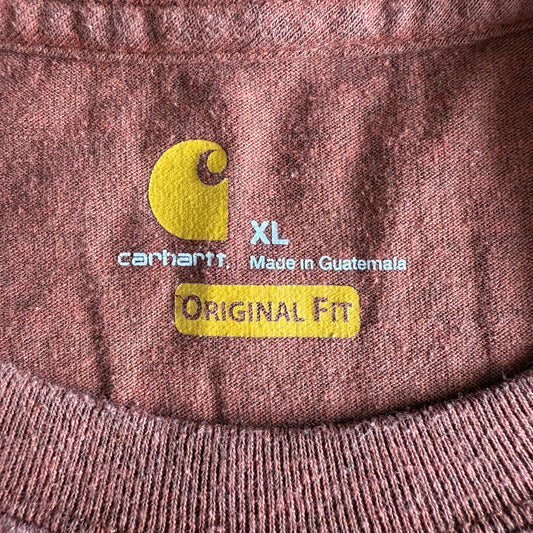 XL
carhartt. Made in Guatemala
ORIGINAL FIT